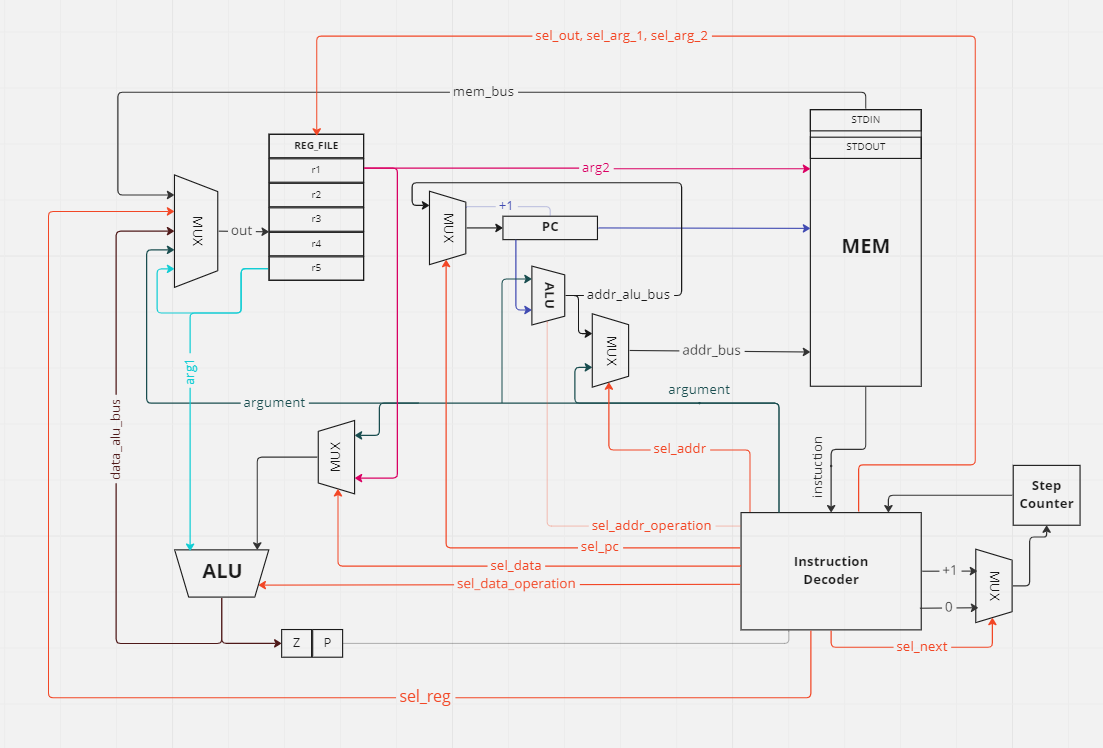 sel_out, sel_arg_1, sel_arg_2
mem_bus
STDIN
STDOUT
MEM
REG_FILE
r1
r2
r3
r4
r5
arg2
MUX
out
MUX
+1
PC
ALU
addr_alu_bus
MUX
addr_bus
arg1
argument
argument
data_alu_bus
MUX
sel_addr
instuction
Step
Counter
sel_addr_operation
sel_pc
sel_data
sel_data_operation
ALU
Instruction
Decoder
+1
0
MUX
Z
P
sel_next
sel_reg